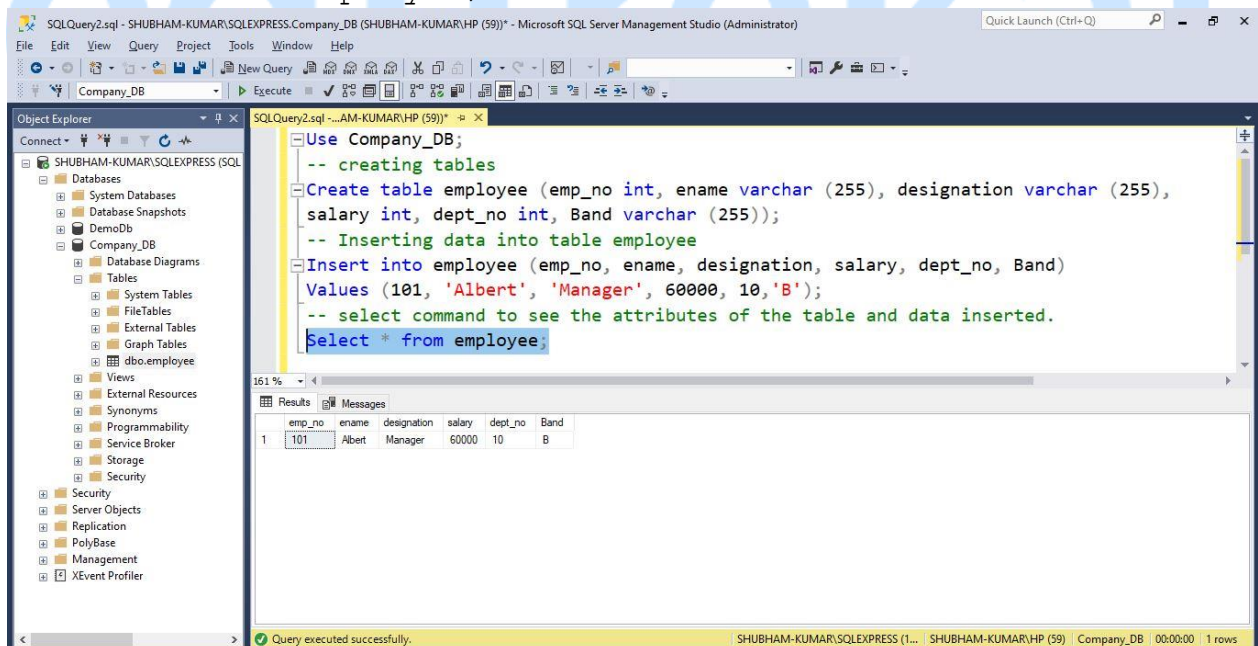 SQLQuery2.sql - SHUBHAM-KUMAR\SQLEXPRESS.Company_DB (SHUBHAM-KUMAR\HP (59))* - Microsoft SQL Server Management Studio (Administrator)
Quick Launch (Ctrl+Q)
File Edit View Query Project Tools Window Help
New Query
Company_DB
Execute
Object Explorer
Connect
SHUBHAM-KUMAR\SQLEXPRESS (SQL
Databases
System Databases
Database Snapshots
DemoDb
Company_DB
Database Diagrams
Tables
System Tables
FileTables
External Tables
Graph Tables
dbo.employee
Views
External Resources
Synonyms
Programmability
Service Broker
Storage
Security
Security
Server Objects
Replication
PolyBase
Management
XEvent Profiler
SQLQuery2.sql -...AM-KUMAR\HP (59))*
Use Company_DB;
-- creating tables
Create table employee (emp_no int, ename varchar (255), designation varchar (255),
salary int, dept_no int, Band varchar (255));
-- Inserting data into table employee
Insert into employee (emp_no, ename, designation, salary, dept_no, Band)
Values (101, 'Albert', 'Manager', 60000, 10,'B');
-- select command to see the attributes of the table and data inserted.
Select * from employee;
161 %
Results Messages
emp_no ename designation salary dept_no Band
1 101 Albert Manager 60000 10 B
Query executed successfully.
SHUBHAM-KUMAR\SQLEXPRESS (1... SHUBHAM-KUMAR\HP (59) Company_DB 00:00:00 1 rows